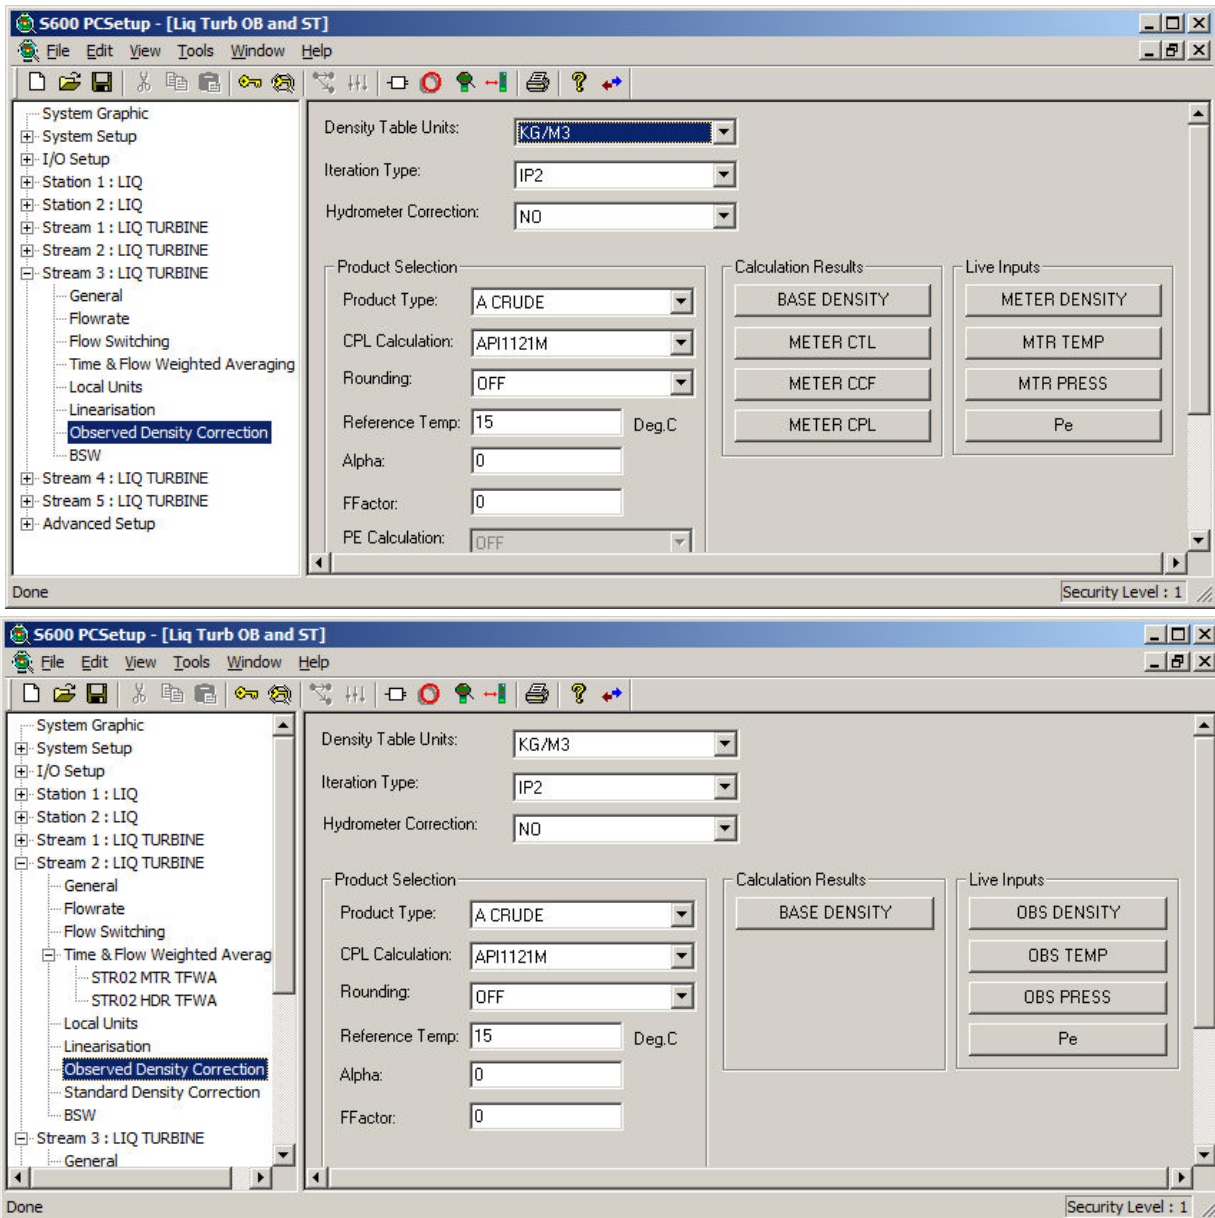 S600 PCSetup - [Liq Turb OB and ST]
File Edit View Tools Window Help
System Graphic
System Setup
I/O Setup
Station 1 : LIQ
Station 2 : LIQ
Stream 1 : LIQ TURBINE
Stream 2 : LIQ TURBINE
Stream 3 : LIQ TURBINE
General
Flowrate
Flow Switching
Time & Flow Weighted Averaging
Local Units
Linearisation
Observed Density Correction
BSW
Stream 4 : LIQ TURBINE
Stream 5 : LIQ TURBINE
Advanced Setup
Density Table Units: KG/M3
Iteration Type: IP2
Hydrometer Correction: NO
Product Selection
Product Type: A CRUDE
CPL Calculation: API1121M
Rounding: OFF
Reference Temp: 15 Deg.C
Alpha: 0
FFactor: 0
PE Calculation: OFF
Calculation Results
BASE DENSITY
METER CTL
METER CCF
METER CPL
Live Inputs
METER DENSITY
MTR TEMP
MTR PRESS
Pe
Done
Security Level : 1
S600 PCSetup - [Liq Turb OB and ST]
File Edit View Tools Window Help
System Graphic
System Setup
I/O Setup
Station 1 : LIQ
Station 2 : LIQ
Stream 1 : LIQ TURBINE
Stream 2 : LIQ TURBINE
General
Flowrate
Flow Switching
Time & Flow Weighted Averag
STR02 MTR TFWA
STR02 HDR TFWA
Local Units
Linearisation
Observed Density Correction
Standard Density Correction
BSW
Stream 3 : LIQ TURBINE
General
Density Table Units: KG/M3
Iteration Type: IP2
Hydrometer Correction: NO
Product Selection
Product Type: A CRUDE
CPL Calculation: API1121M
Rounding: OFF
Reference Temp: 15 Deg.C
Alpha: 0
FFactor: 0
Calculation Results
BASE DENSITY
Live Inputs
OBS DENSITY
OBS TEMP
OBS PRESS
Pe
Done
Security Level : 1